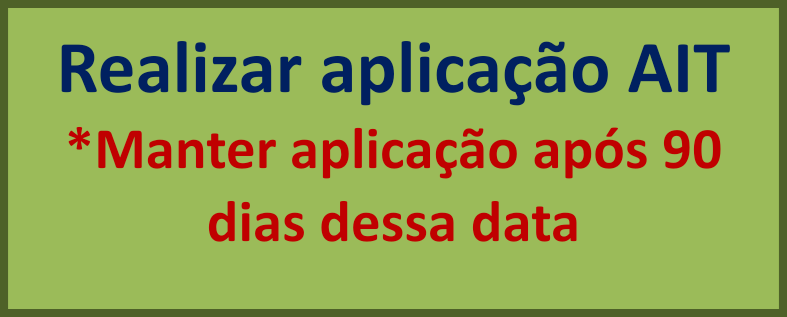 Realizar aplicação AIT
*Manter aplicação após 90
dias dessa data